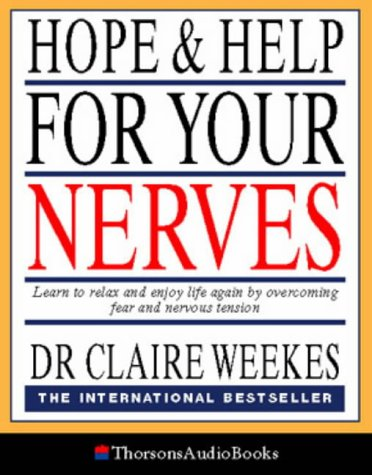 HOPE & HELP
FOR YOUR
NERVES
Learn to relax and enjoy life again by overcoming
fear and nervous tension
DR CLAIRE WEEKES
THE INTERNATIONAL BESTSELLER
ThorsonsAudioBooks